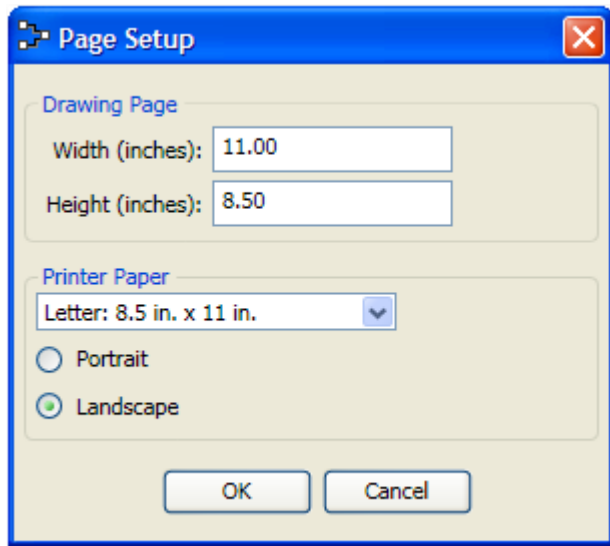 Page Setup
Drawing Page
Width (inches): 11.00
Height (inches): 8.50
Printer Paper
Letter: 8.5 in. x 11 in.
Portrait
Landscape
OK Cancel